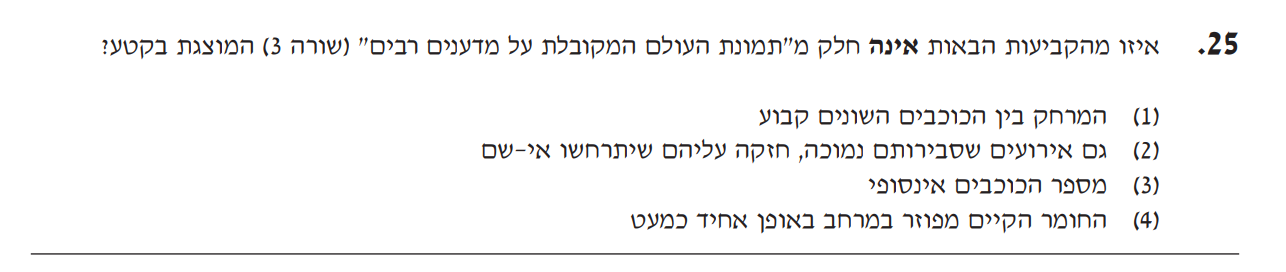 25. איזו מהקביעות הבאות אינה חלק מ"תמונת העולם המקובלת על מדענים רבים" (שורה 3) המוצגת בקטע?
(1) המרחק בין הכוכבים השונים קבוע
(2) גם אירועים שסבירותם נמוכה, חזקה עליהם שיתרחשו אי-שם
(3) מספר הכוכבים אינסופי
(4) החומר הקיים מפוזר במרחב באופן אחיד כמעט